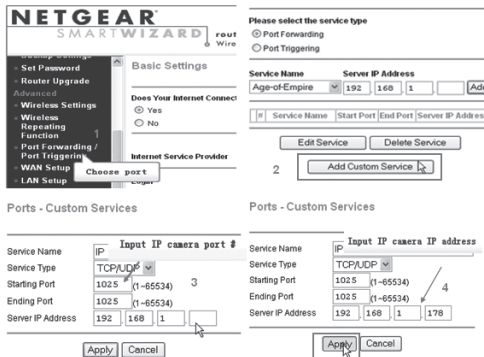 NETGEAR
SMARTWIZARD rout
Wire
Backup Settings
Set Password
Router Upgrade
Advanced
Wireless Settings
Wireless
Repeating
Function
1
Port Forwarding /
Port Triggering
WAN Setup
LAN Setup
Choose port
Basic Settings
Does Your Internet Connect
Yes
No
Internet Service Provider
Login
Please select the service type
Port Forwarding
Port Triggering
Service Name Server IP Address
Age-of-Empire 192 . 168 . 1 . Add
# Service Name Start Port End Port Server IP Addres
Edit Service Delete Service
2 Add Custom Service
Ports - Custom Services
Input IP camera port #
Service Name IP
Service Type TCP/UDP
Starting Port 1025 (1~65534) 3
Ending Port 1025 (1~65534)
Server IP Address 192 . 168 . 1 .
Apply Cancel
Ports - Custom Services
Input IP camera IP address
Service Name IP
Service Type TCP/UDP
Starting Port 1025 (1~65534) 4
Ending Port 1025 (1~65534)
Server IP Address 192 . 168 . 1 . 178
Apply Cancel